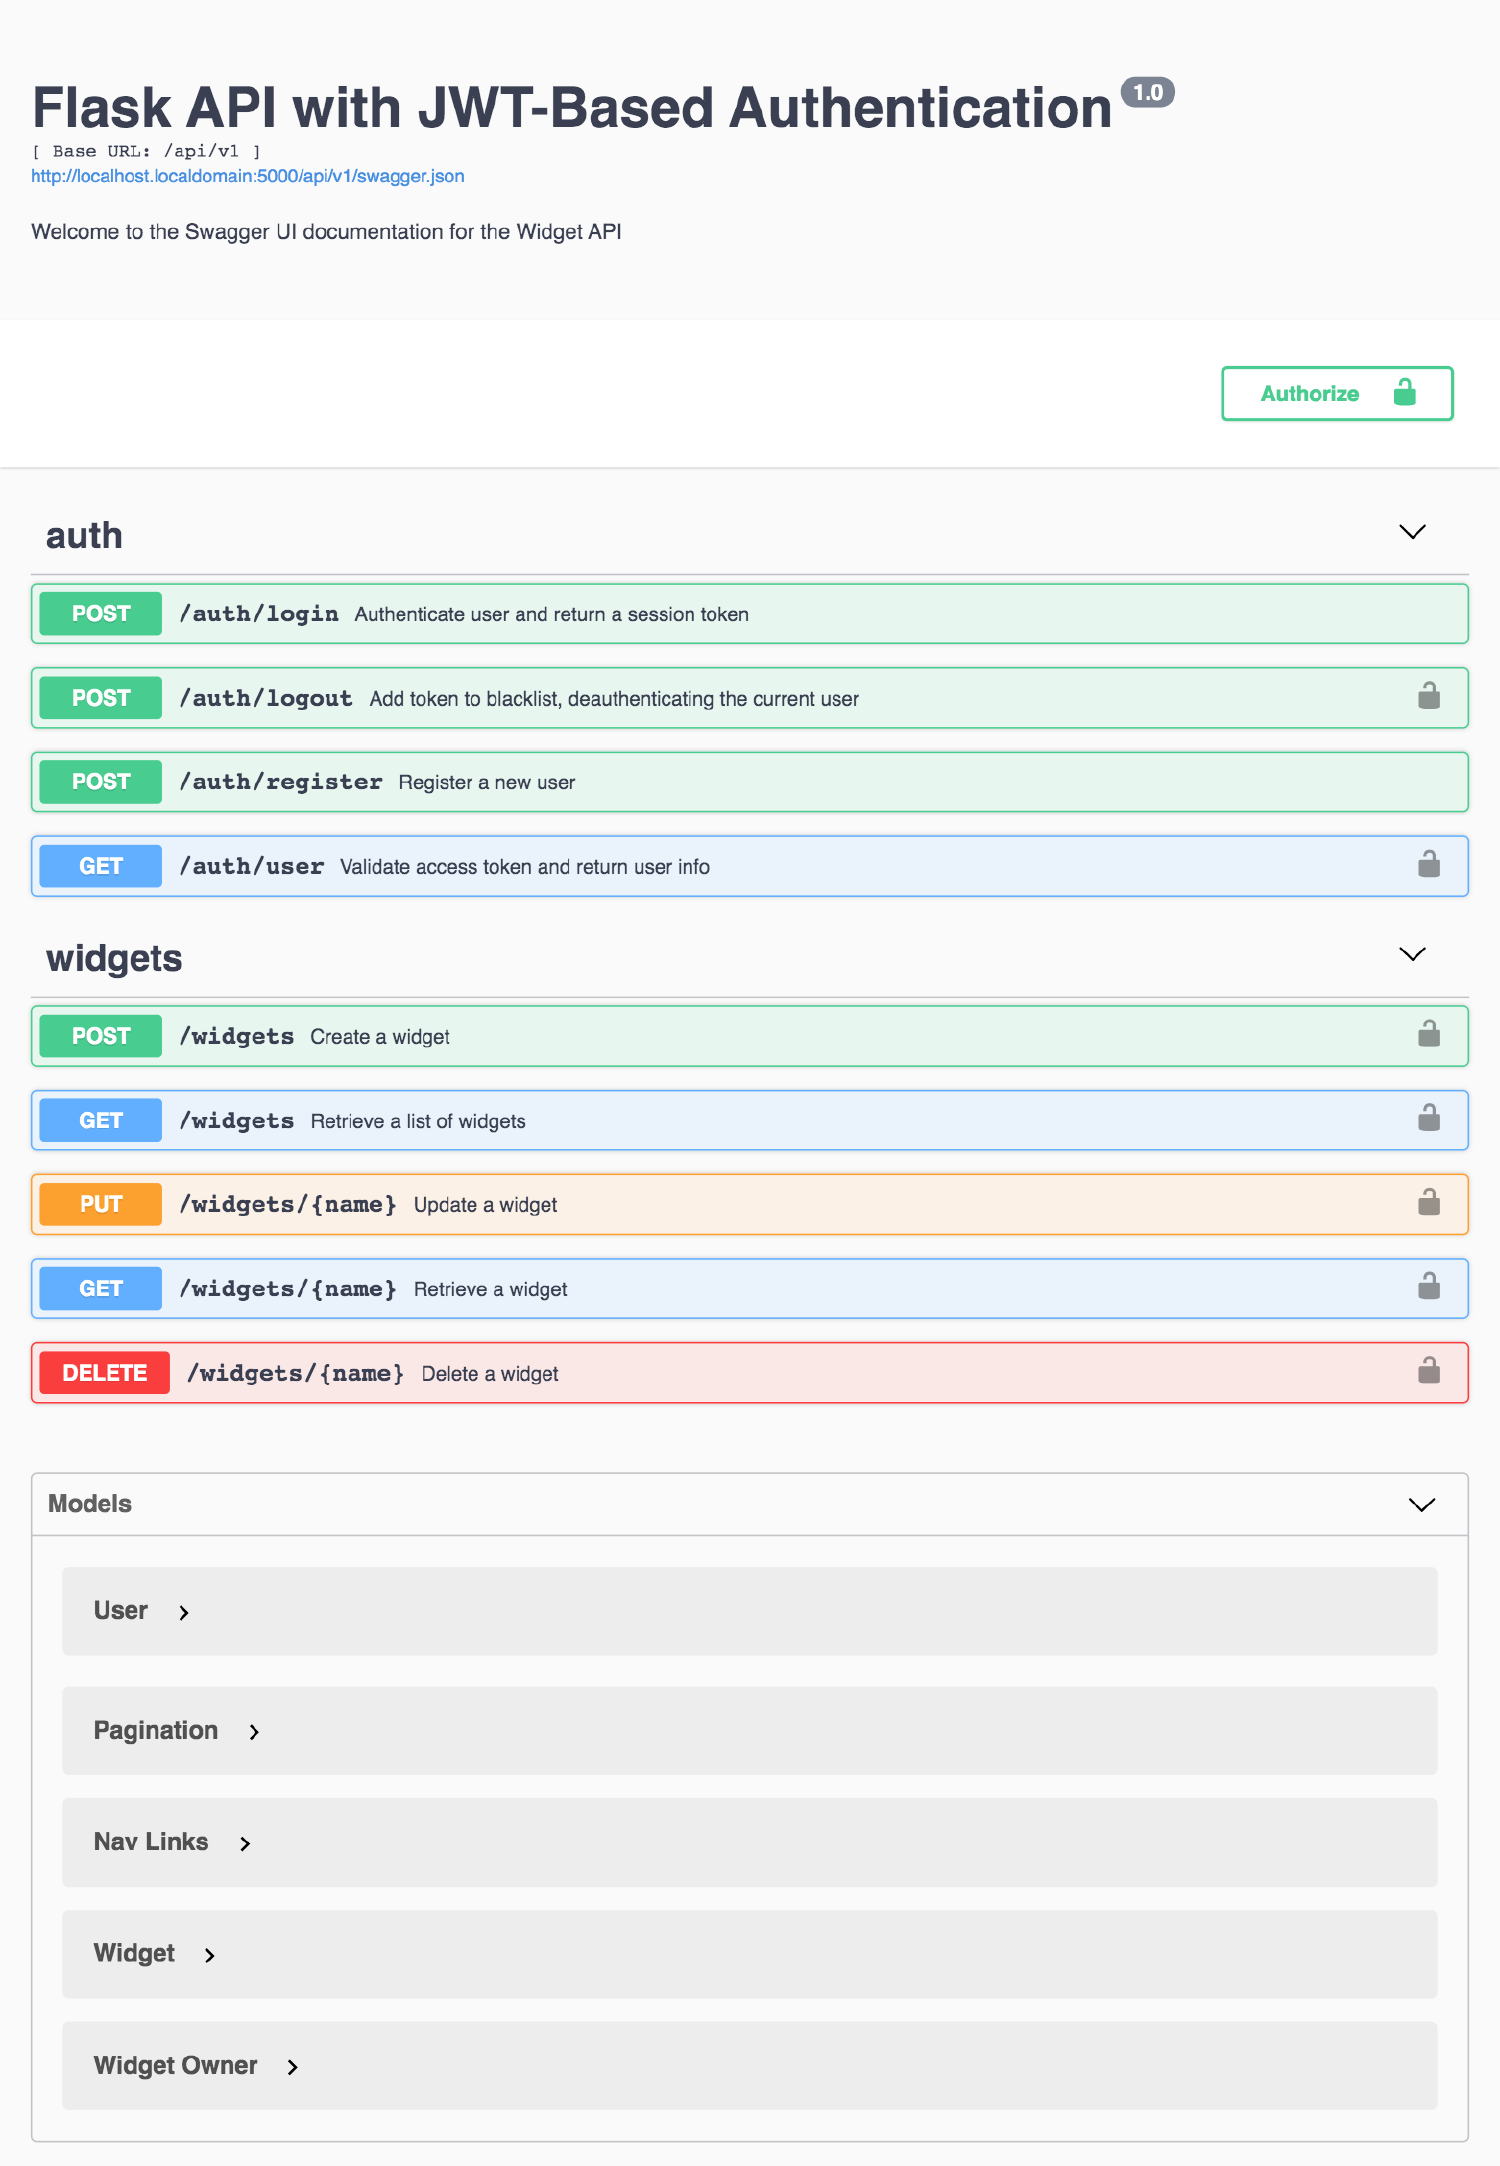 Flask API with JWT-Based Authentication 1.0
[ Base URL: /api/v1 ]
http://localhost.localdomain:5000/api/v1/swagger.json
Welcome to the Swagger UI documentation for the Widget API
Authorize
auth
POST /auth/login Authenticate user and return a session token
POST /auth/logout Add token to blacklist, deauthenticating the current user
POST /auth/register Register a new user
GET /auth/user Validate access token and return user info
widgets
POST /widgets Create a widget
GET /widgets Retrieve a list of widgets
PUT /widgets/{name} Update a widget
GET /widgets/{name} Retrieve a widget
DELETE /widgets/{name} Delete a widget
Models
User
Pagination
Nav Links
Widget
Widget Owner